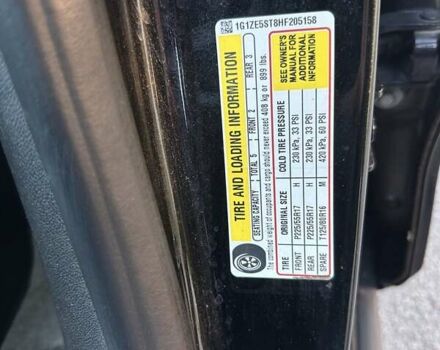 1G1ZE5ST8HF205158
TIRE AND LOADING INFORMATION
SEATING CAPACITY TOTAL 5 FRONT 2 REAR 3
The combined weight of occupants and cargo should never exceed 408 kg or 899 lbs.
TIRE ORIGINAL SIZE COLD TIRE PRESSURE
FRONT P225/55R17 H 230 kPa, 33 PSI
REAR P225/55R17 H 230 kPa, 33 PSI
SPARE T125/80R16 M 420 kPa, 60 PSI
SEE OWNER'S
MANUAL FOR
ADDITIONAL
INFORMATION